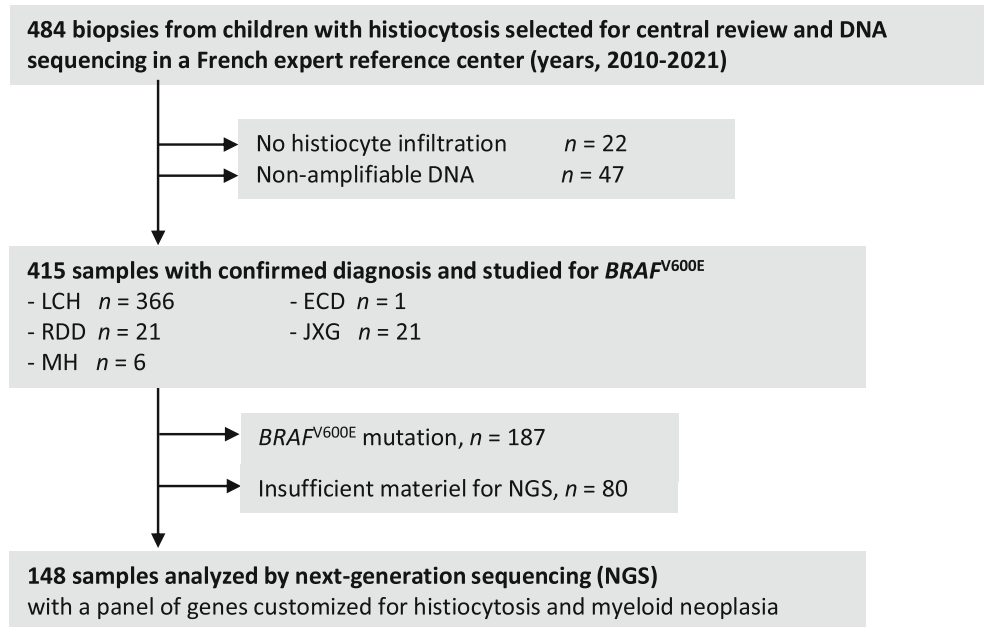 484 biopsies from children with histiocytosis selected for central review and DNA
sequencing in a French expert reference center (years, 2010-2021)
No histiocyte infiltration n = 22
Non-amplifiable DNA n = 47
415 samples with confirmed diagnosis and studied for BRAFV600E
- LCH n = 366 - ECD n = 1
- RDD n = 21 - JXG n = 21
- MH n = 6
BRAFV600E mutation, n = 187
Insufficient materiel for NGS, n = 80
148 samples analyzed by next-generation sequencing (NGS)
with a panel of genes customized for histiocytosis and myeloid neoplasia